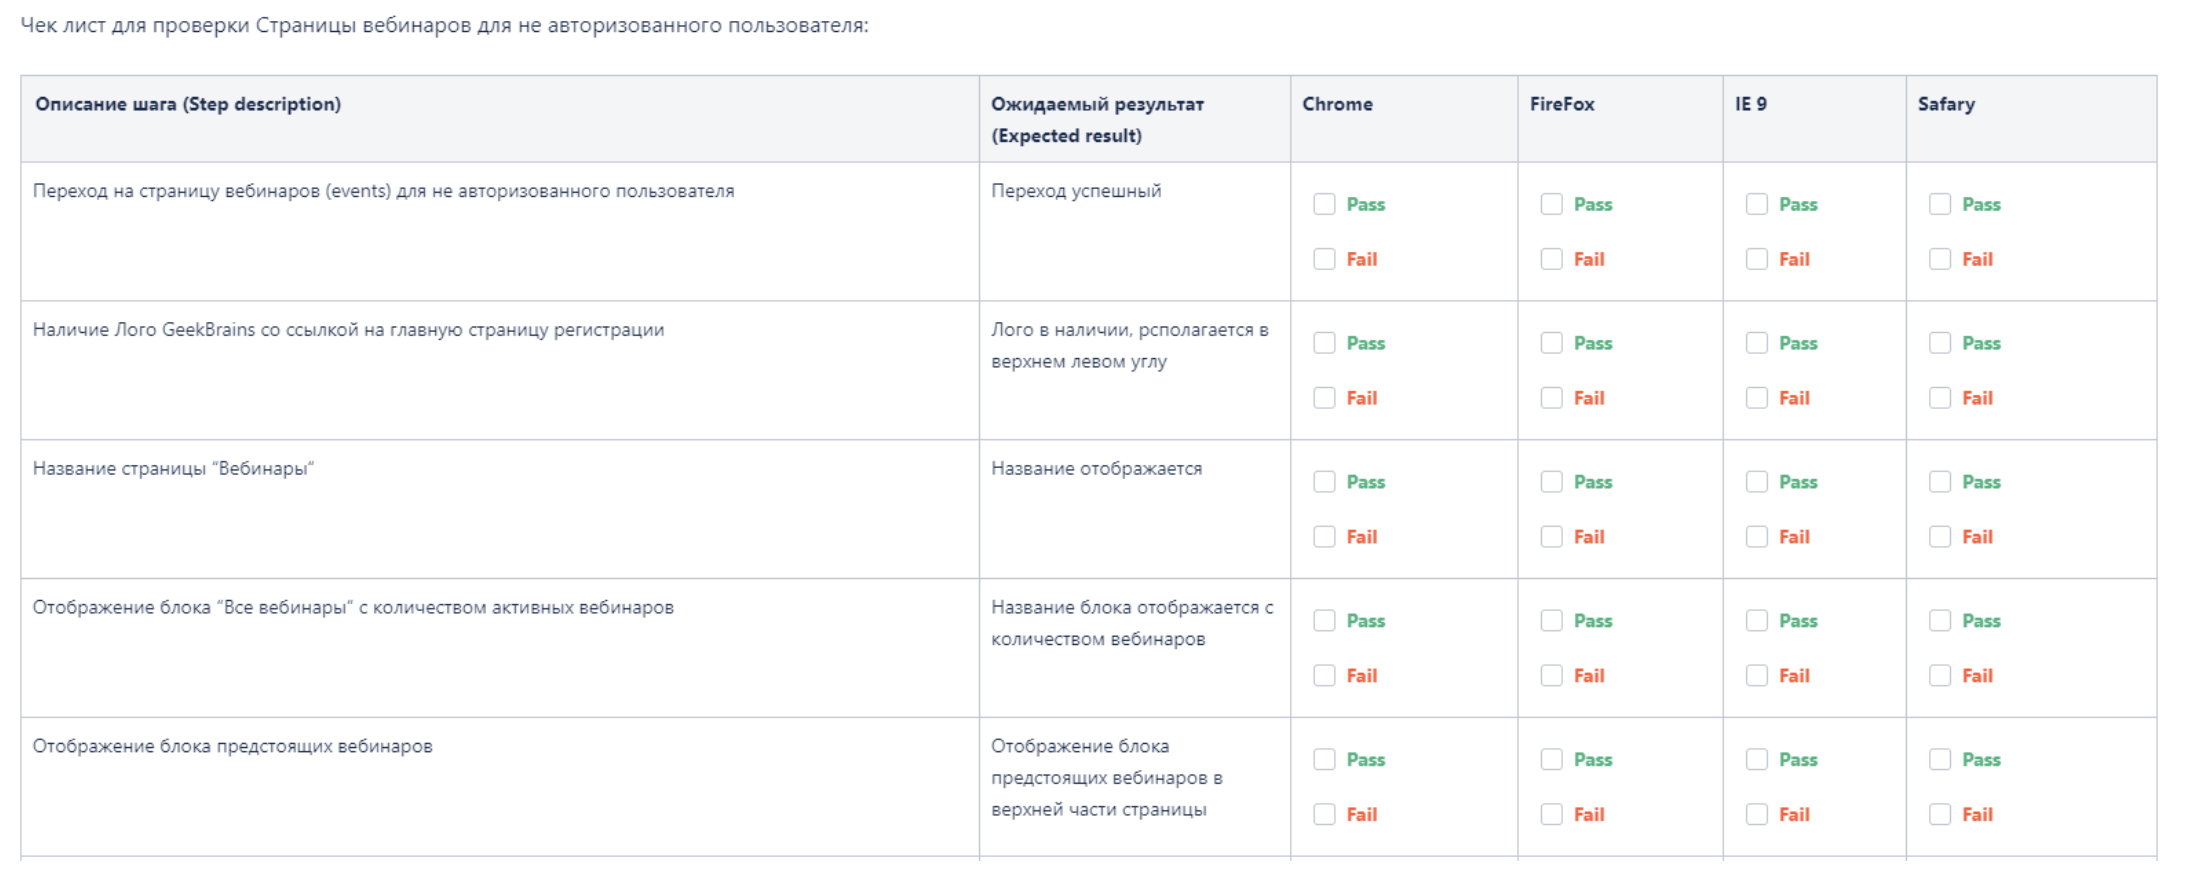 Чек лист для проверки Страницы вебинаров для не авторизованного пользователя:
Описание шага (Step description)
Ожидаемый результат
(Expected result)
Chrome
FireFox
IE 9
Safary
Переход на страницу вебинаров (events) для не авторизованного пользователя
Переход успешный
Pass
Pass
Pass
Pass
Fail
Fail
Fail
Fail
Наличие Лого GeekBrains со ссылкой на главную страницу регистрации
Лого в наличии, рсполагается в
верхнем левом углу
Pass
Pass
Pass
Pass
Fail
Fail
Fail
Fail
Название страницы “Вебинары“
Название отображается
Pass
Pass
Pass
Pass
Fail
Fail
Fail
Fail
Отображение блока “Все вебинары“ с количеством активных вебинаров
Название блока отображается с
количеством вебинаров
Pass
Pass
Pass
Pass
Fail
Fail
Fail
Fail
Отображение блока предстоящих вебинаров
Отображение блока
предстоящих вебинаров в
верхней части страницы
Pass
Pass
Pass
Pass
Fail
Fail
Fail
Fail